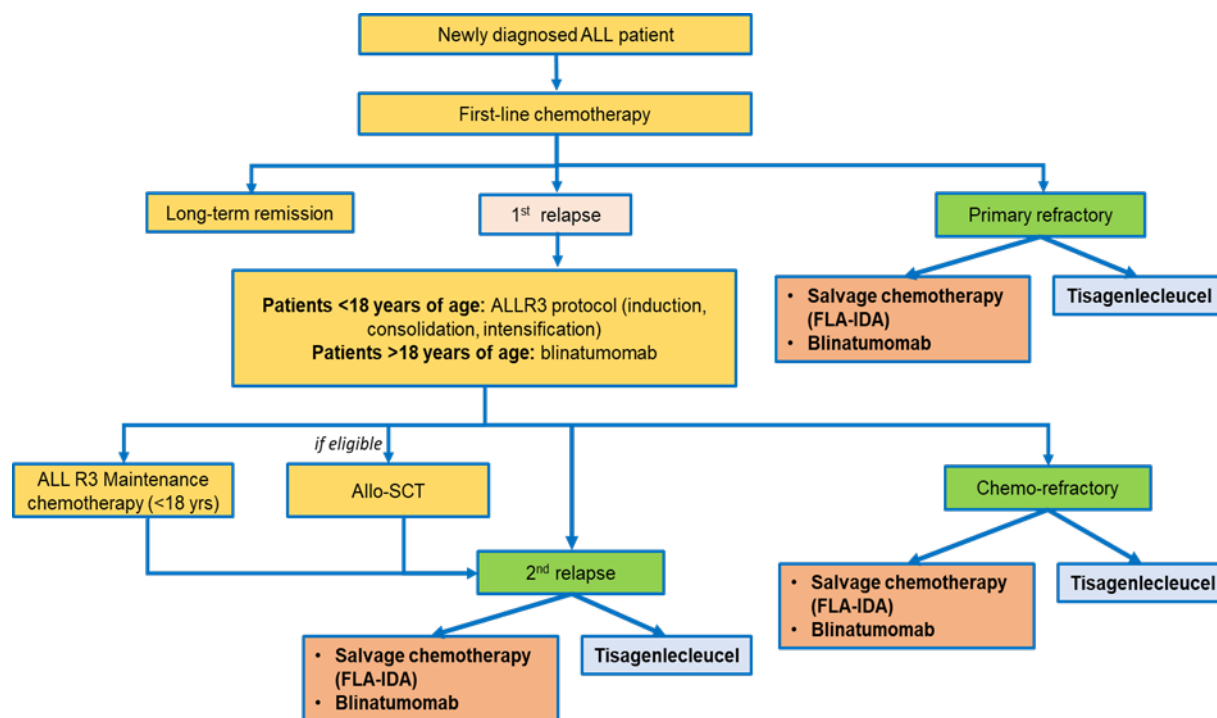 Newly diagnosed ALL patient
First-line chemotherapy
Long-term remission
1st relapse
Primary refractory
Patients <18 years of age: ALLR3 protocol (induction,
consolidation, intensification)
Patients >18 years of age: blinatumomab
• Salvage chemotherapy
(FLA-IDA)
• Blinatumomab
Tisagenlecleucel
if eligible
ALL R3 Maintenance
chemotherapy (<18 yrs)
Allo-SCT
Chemo-refractory
2nd relapse
• Salvage chemotherapy
(FLA-IDA)
• Blinatumomab
Tisagenlecleucel
• Salvage chemotherapy
(FLA-IDA)
• Blinatumomab
Tisagenlecleucel